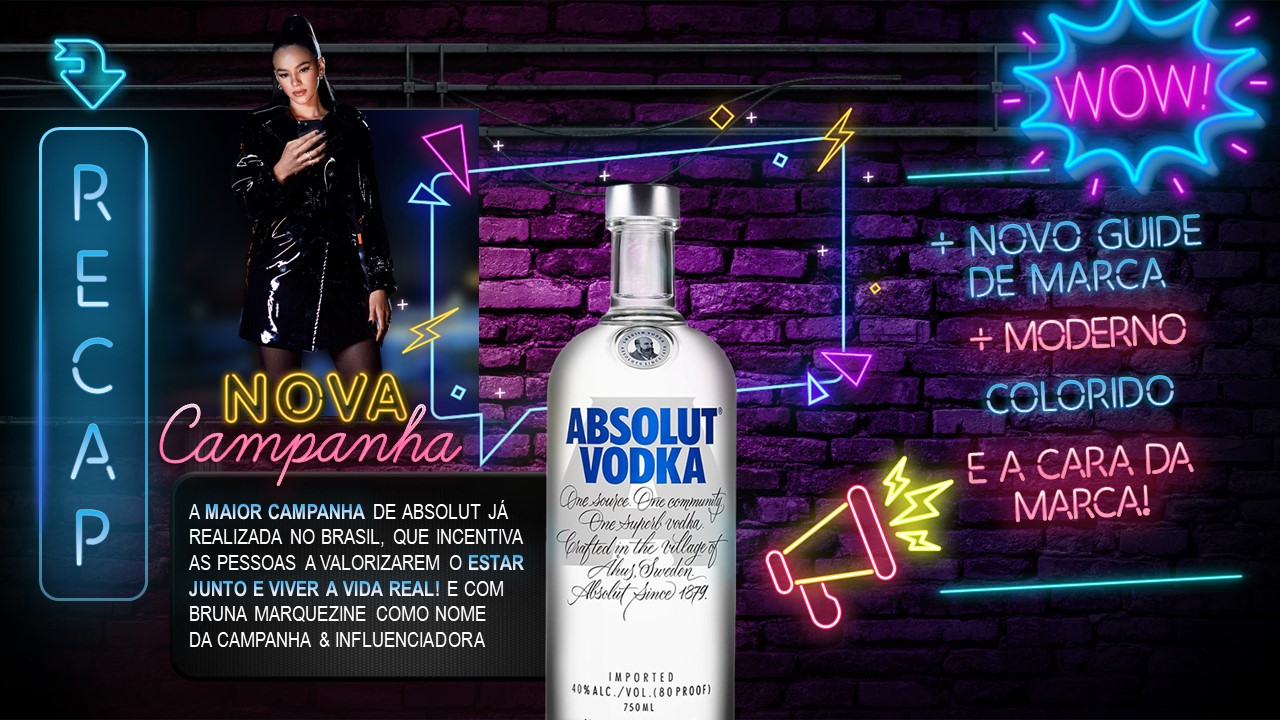 RECAP
NOVA
Campanha
A MAIOR CAMPANHA DE ABSOLUT JÁ
REALIZADA NO BRASIL, QUE INCENTIVA
AS PESSOAS A VALORIZAREM O ESTAR
JUNTO E VIVER A VIDA REAL! E COM
BRUNA MARQUEZINE COMO NOME
DA CAMPANHA & INFLUENCIADORA
ABSOLUT®
VODKA
One source. One community.
One superb vodka.
Crafted in the village of
Åhus, Sweden.
Absolut Since 1879.
IMPORTED
40% ALC./VOL.(80 PROOF)
750ML
WOW!
+ NOVO GUIDE
DE MARCA
+ MODERNO
COLORIDO
E A CARA DA
MARCA!